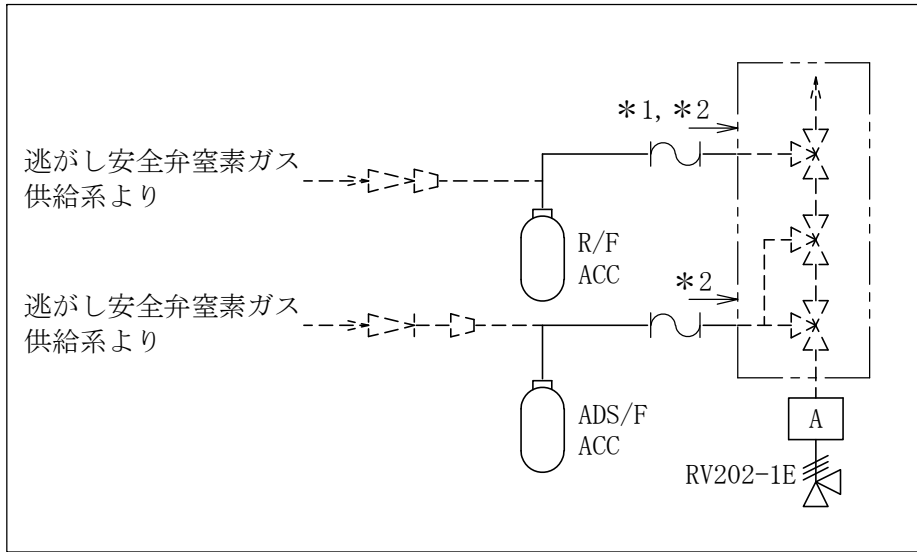 *1, *2
逃がし安全弁窒素ガス
供給系より
R/F
ACC
*2
逃がし安全弁窒素ガス
供給系より
ADS/F
ACC
A
RV202-1E